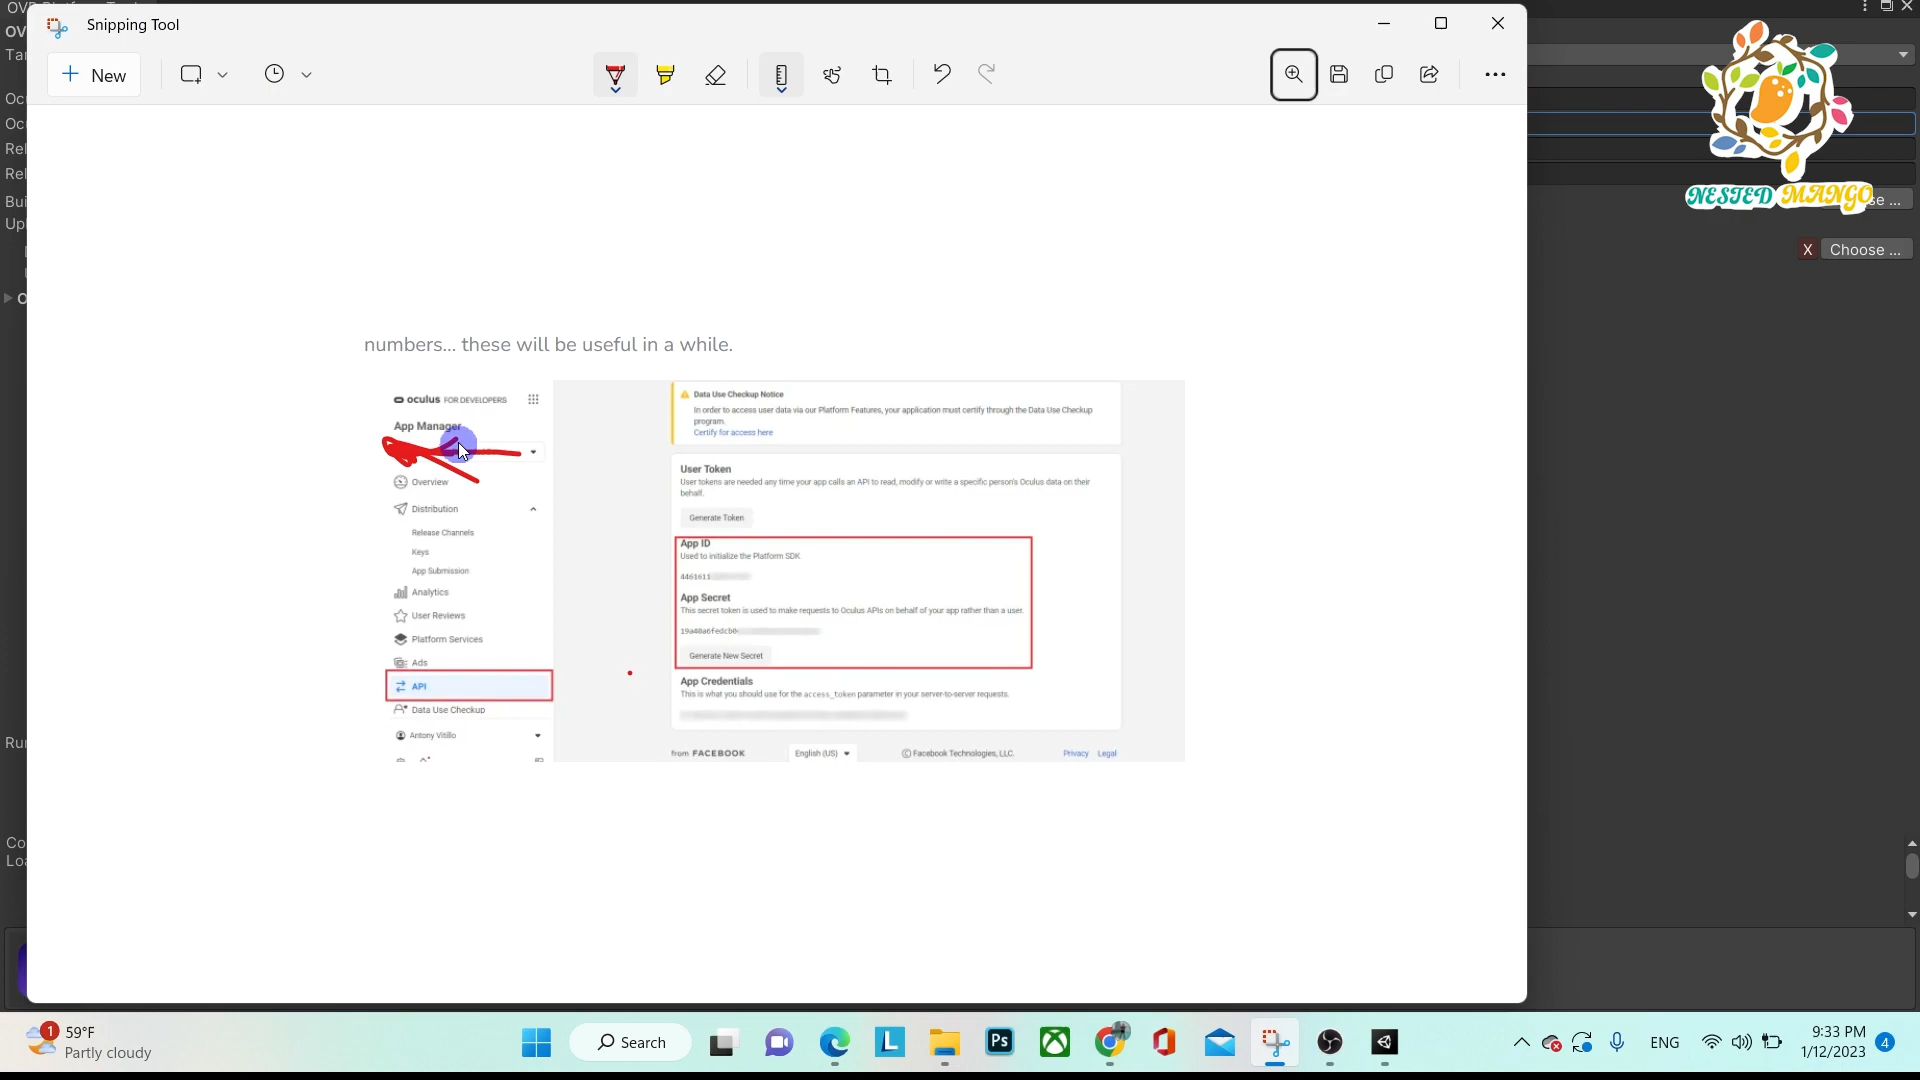 Snipping Tool
New
numbers... these will be useful in a while.
oculus FOR DEVELOPERS
App Manager
Overview
Distribution
Release Channels
Keys
App Submission
Analytics
User Reviews
Platform Services
Ads
API
Data Use Checkup
Antony Vitillo
Data Use Checkup Notice
In order to access user data via our Platform Features, your application must certify through the Data Use Checkup
program.
Certify for access here
User Token
User tokens are needed any time your app calls an API to read, modify or write a specific person's Oculus data on their
behalf.
Generate Token
App ID
Used to initialize the Platform SDK
4461611
App Secret
This secret token is used to make requests to Oculus APIs on behalf of your app rather than a user.
19a40a6fedcb0
Generate New Secret
App Credentials
This is what you should use for the access_token parameter in your server-to-server requests.
from FACEBOOK
English (US)
© Facebook Technologies, LLC.
Privacy
Legal
NESTED MANGO
X
Choose ...
1
59°F
Partly cloudy
Search
L
Ps
ENG
9:33 PM
1/12/2023
4